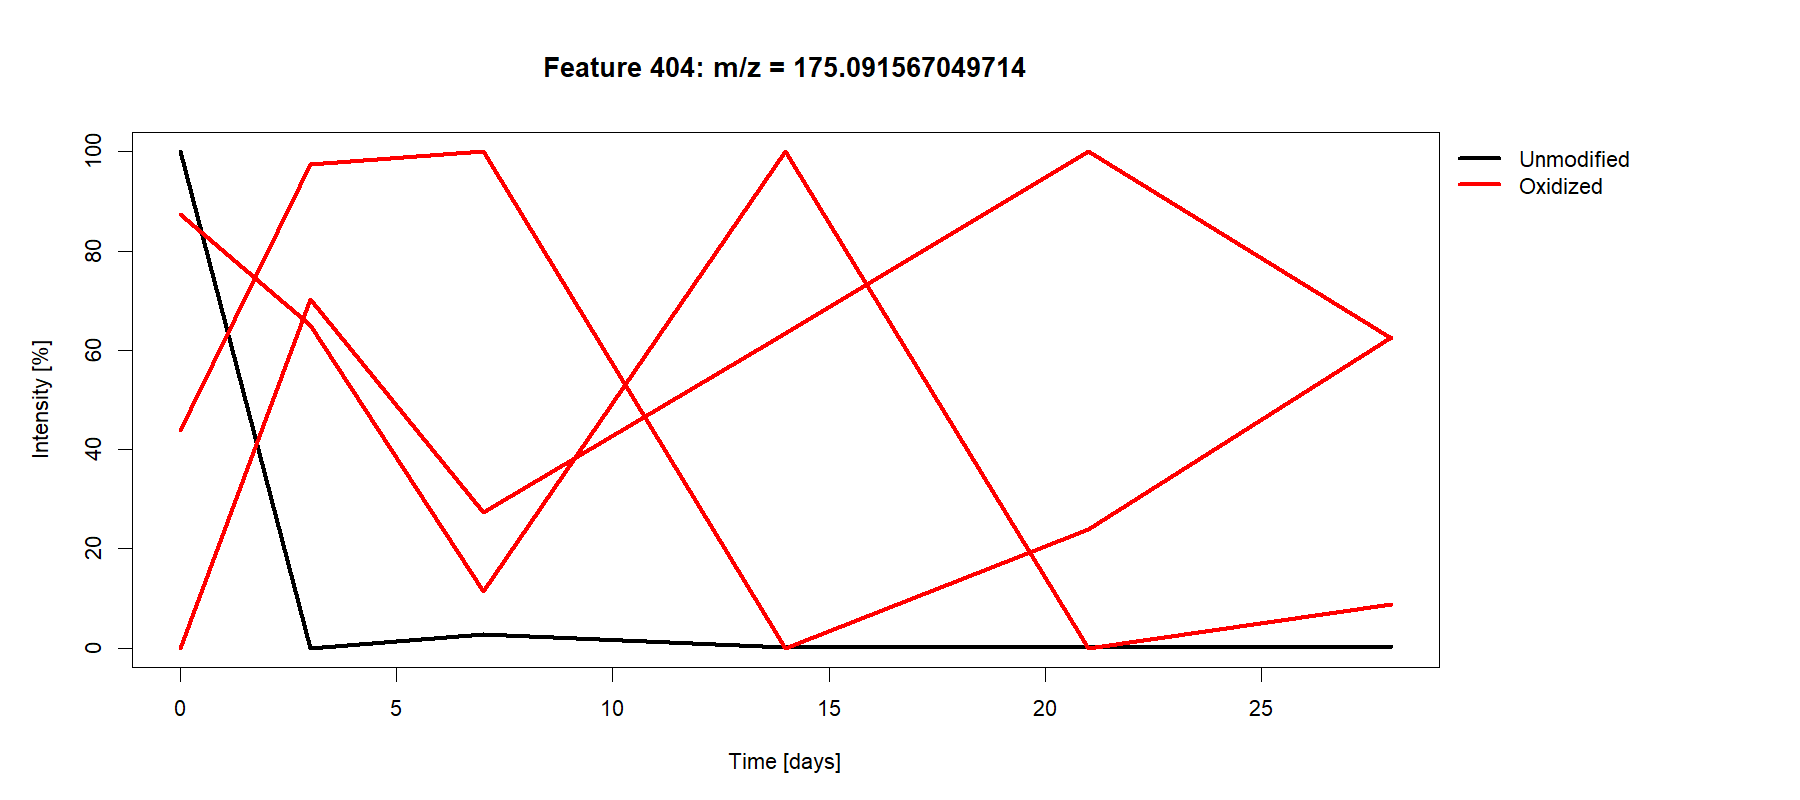 Feature 404: m/z = 175.091567049714
Unmodified
Oxidized
Intensity [%]
100
80
60
40
20
0
0 5 10 15 20 25
Time [days]